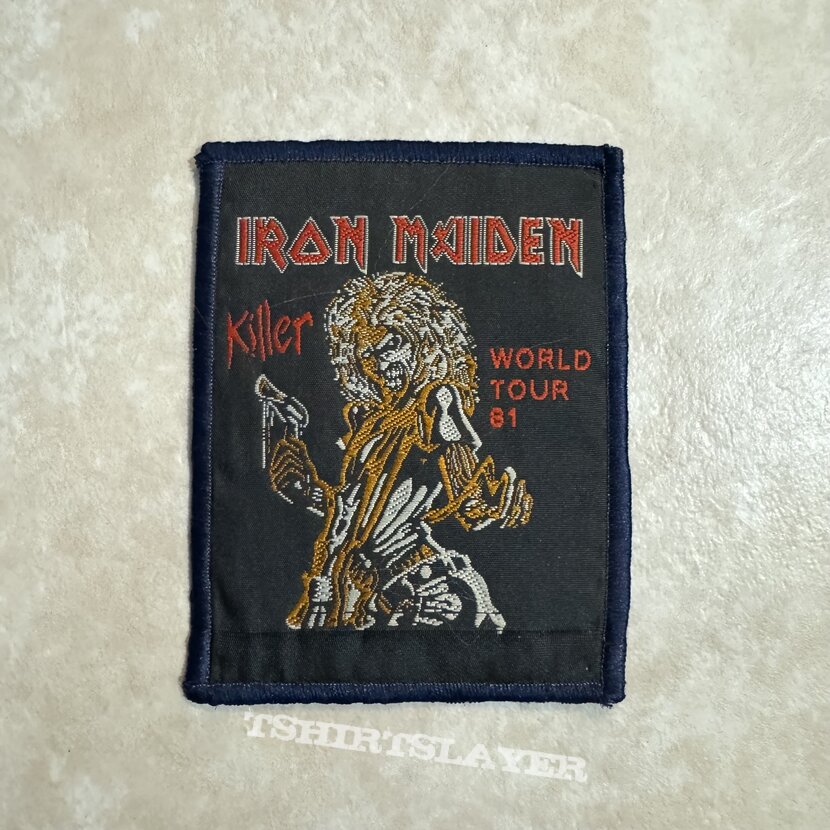 IRON MAIDEN
Killer
WORLD
TOUR
81
TSHIRTSLAYER